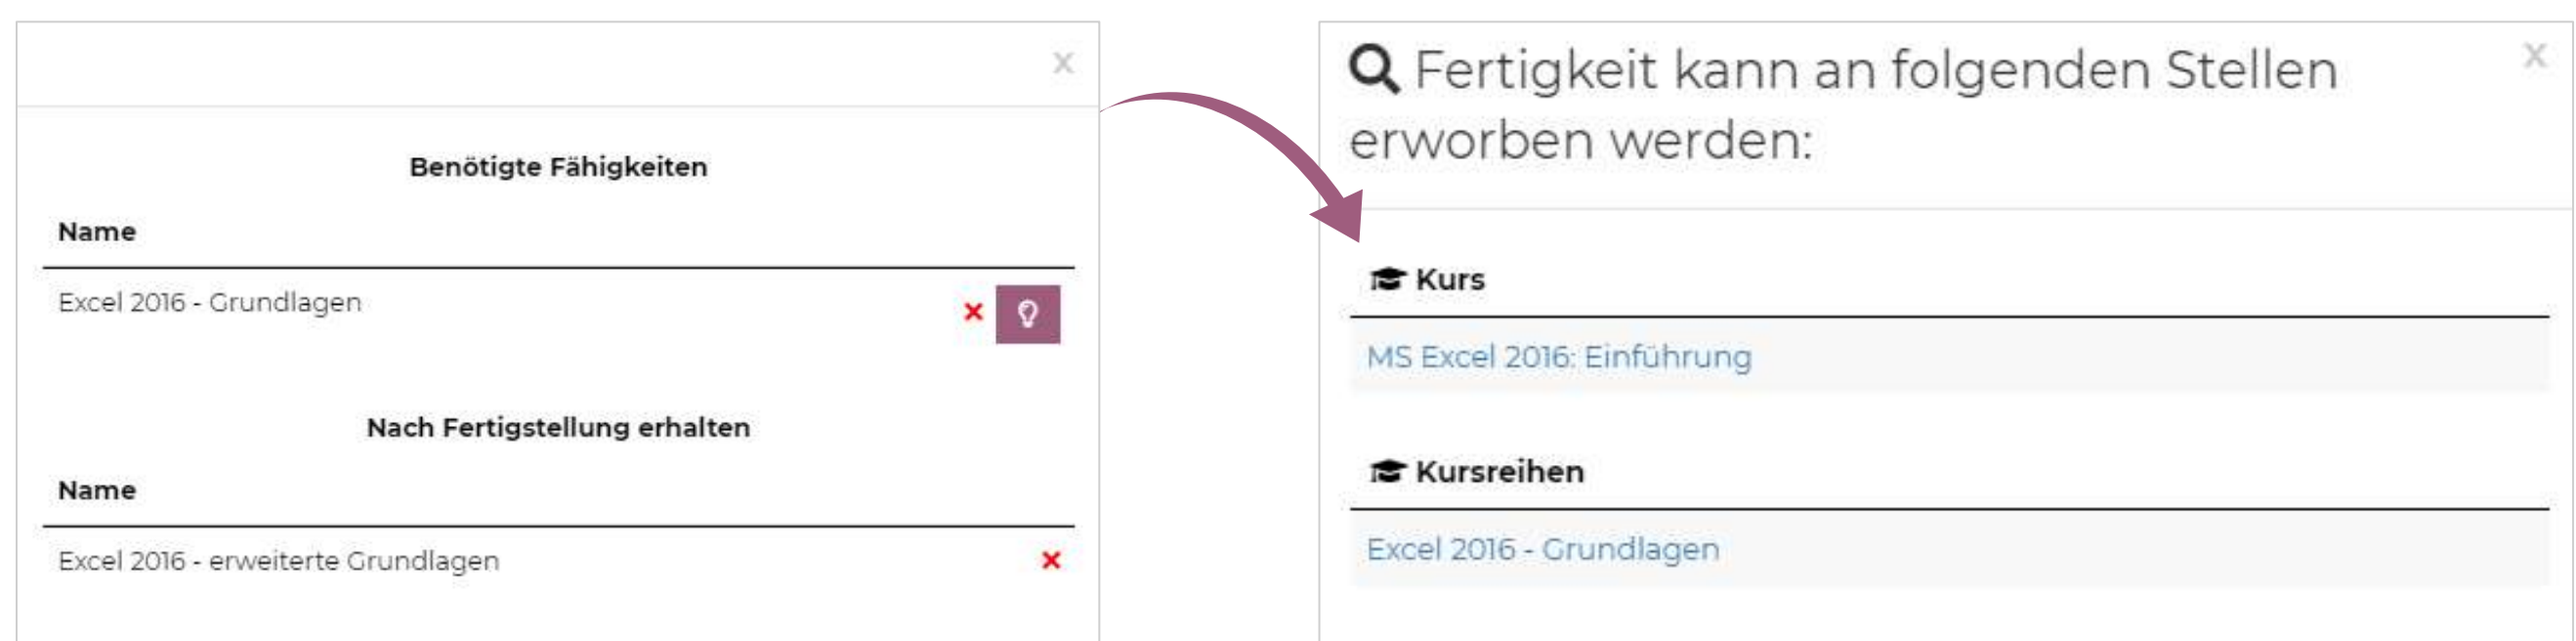 x
Benötigte Fähigkeiten
Name
Excel 2016 - Grundlagen
Nach Fertigstellung erhalten
Name
Excel 2016 - erweiterte Grundlagen
x
Fertigkeit kann an folgenden Stellen
erworben werden:
Kurs
MS Excel 2016: Einführung
Kursreihen
Excel 2016 - Grundlagen